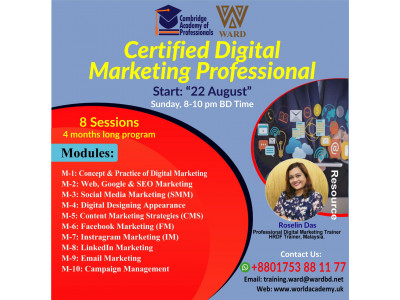 Cambridge
Academy of
Professionals
WARD
Certified Digital
Marketing Professional
Start: “22 August”
Sunday, 8-10 pm BD Time
8 Sessions
4 months long program
Modules:
M-1: Concept & Practice of Digital Marketing
M-2: Web, Google & SEO Marketing
M-3: Social Marketing (SMM)
M-4: Digital Designing Appearance
M-5: Content Marketing Strategies (CMS)
M-6: Facebook Marketing (FM)
M-7: Instragram Marketing (IM)
M-8: LinkedIn Marketing
M-9: Email Marketing
M-10: Campaign Management
Resource
Roselin Das
Professional Digital Marketing Trainer
HRDF Trainer, Malaysia.
Contact Us:
+8801753 88 11 77
Email: training.ward@wardbd.net
Web: www.worldacademy.uk